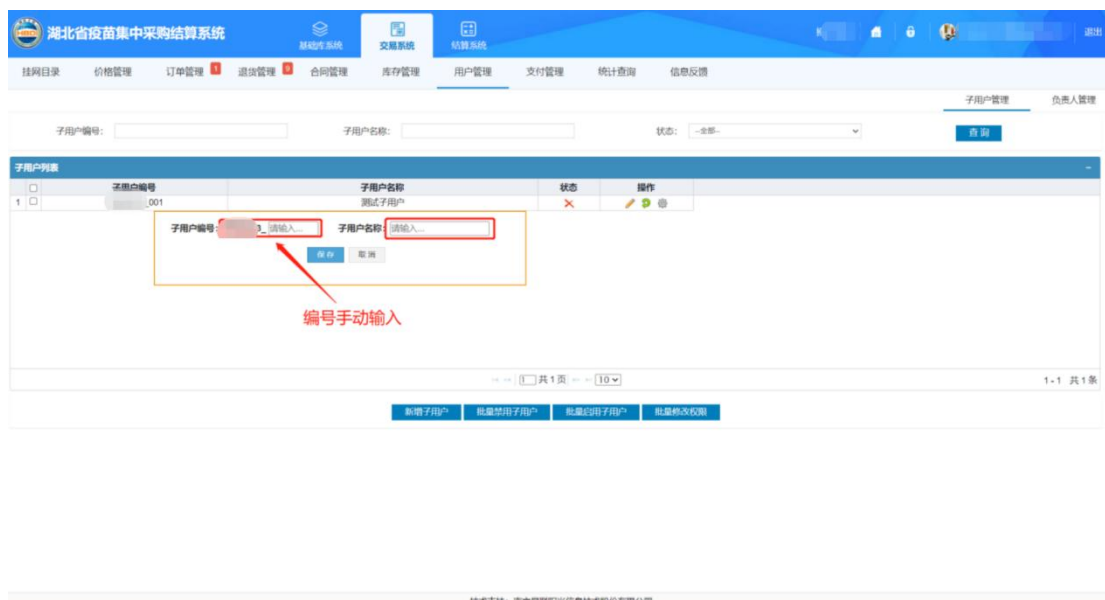 湖北省疫苗集中采购结算系统 基础库系统 交易系统 结算系统 退出
挂网目录 价格管理 订单管理 1 退货管理 9 合同管理 库存管理 用户管理 支付管理 统计查询 信息反馈
子用户管理 负责人管理
子用户编号: 子用户名称: 状态: --全部-- 查询
子用户列表
子用户编号 子用户名称 状态 操作
1 _001 测试子用户
子用户编号: 3_ 请输入... 子用户名称: 请输入...
保存 取消
编号手动输入
1 共1页 10 1-1 共1条
新增子用户 批量禁用子用户 批量启用子用户 批量修改权限